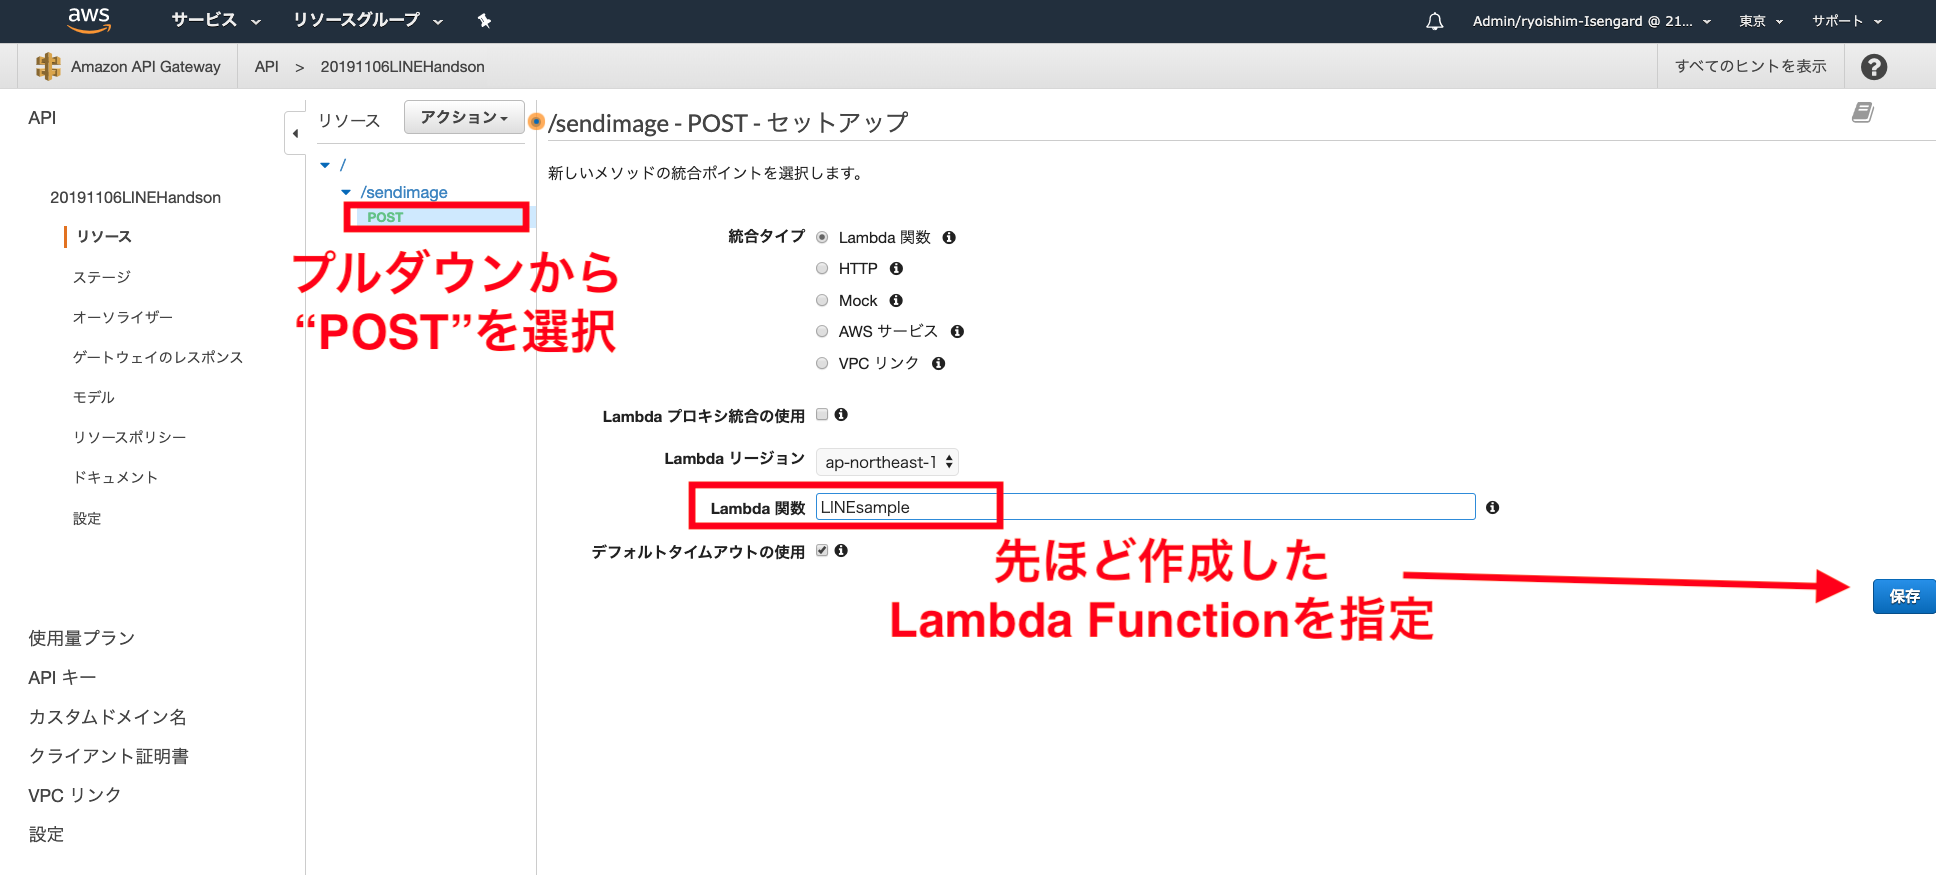 aws
サービス
リソースグループ
Admin/ryoishim-Isengard @ 21...
東京
サポート
Amazon API Gateway
API > 20191106LINEHandson
すべてのヒントを表示
API
20191106LINEHandson
リソース
ステージ
オーソライザー
ゲートウェイのレスポンス
モデル
リソースポリシー
ドキュメント
設定
使用量プラン
API キー
カスタムドメイン名
クライアント証明書
VPC リンク
設定
リソース
アクション
/
/sendimage
POST
プルダウンから
“POST”を選択
/sendimage - POST - セットアップ
新しいメソッドの統合ポイントを選択します。
統合タイプ
Lambda 関数
HTTP
Mock
AWS サービス
VPC リンク
Lambda プロキシ統合の使用
Lambda リージョン
ap-northeast-1
Lambda 関数
LINEsample
デフォルトタイムアウトの使用
先ほど作成した
Lambda Functionを指定
保存